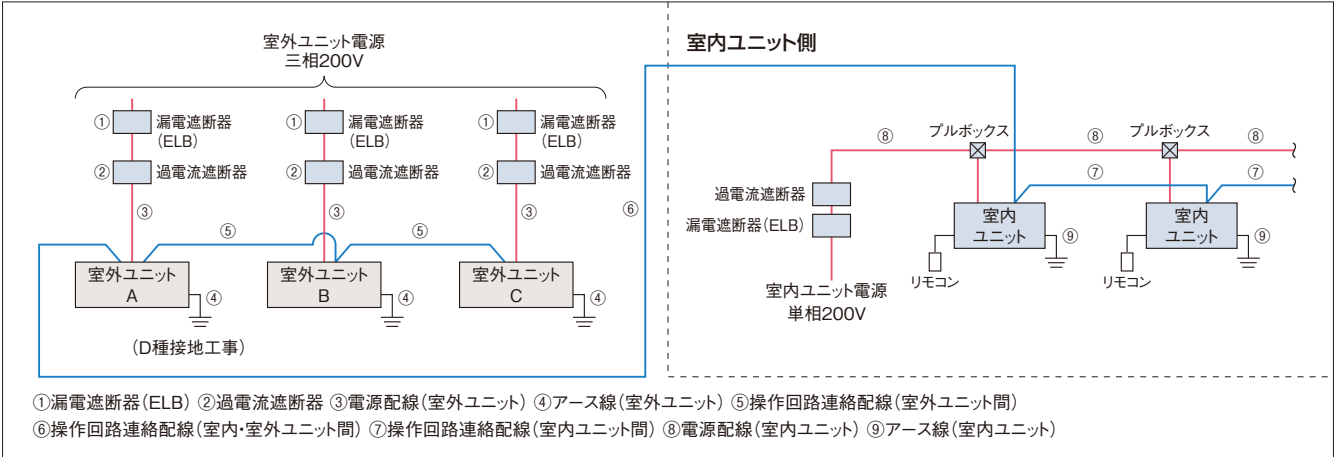 室外ユニット電源
三相200V
室内ユニット側
① 漏電遮断器 ① 漏電遮断器 ① 漏電遮断器
(ELB) (ELB) (ELB)
② 過電流遮断器 ② 過電流遮断器 ② 過電流遮断器
③ ③ ③ ⑥
⑤ ⑤
室外ユニット 室外ユニット 室外ユニット
A B C
④ ④ ④
(D種接地工事)
プルボックス プルボックス
⑧ ⑧ ⑧
⑦ ⑦
過電流遮断器
漏電遮断器(ELB)
室内 室内
ユニット ユニット
⑨ ⑨
リモコン リモコン
室内ユニット電源
単相200V
①漏電遮断器(ELB) ②過電流遮断器 ③電源配線(室外ユニット) ④アース線(室外ユニット) ⑤操作回路連絡配線(室外ユニット間)
⑥操作回路連絡配線(室内・室外ユニット間) ⑦操作回路連絡配線(室内ユニット間) ⑧電源配線(室内ユニット) ⑨アース線(室内ユニット)